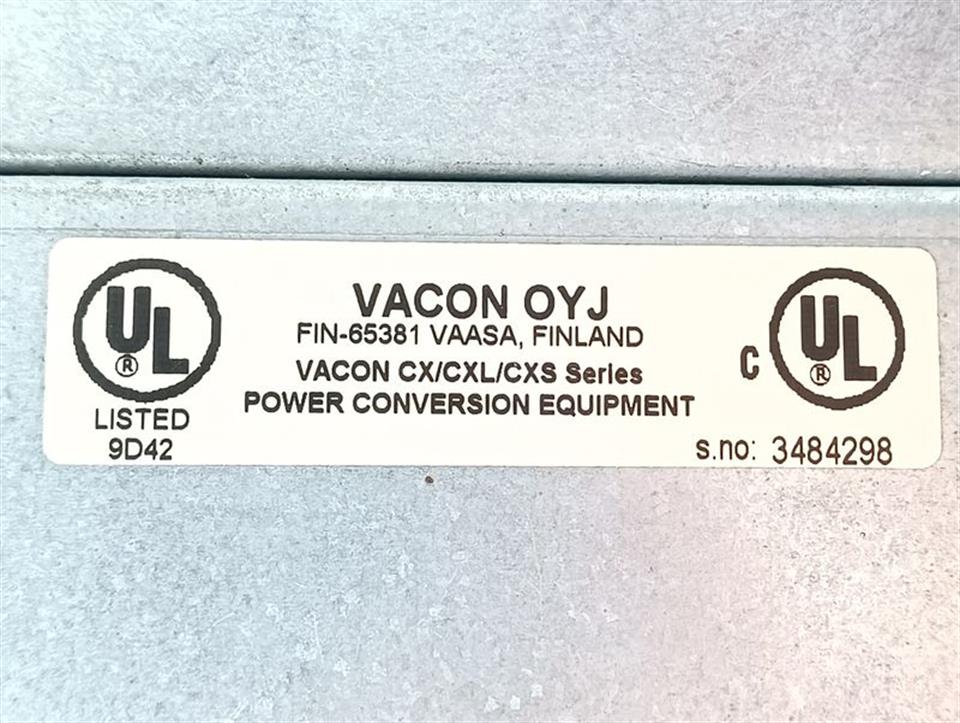 UL
®
LISTED
9D42
VACON OYJ
FIN-65381 VAASA, FINLAND
VACON CX/CXL/CXS Series
POWER CONVERSION EQUIPMENT
C
UL
®
s.no: 3484298